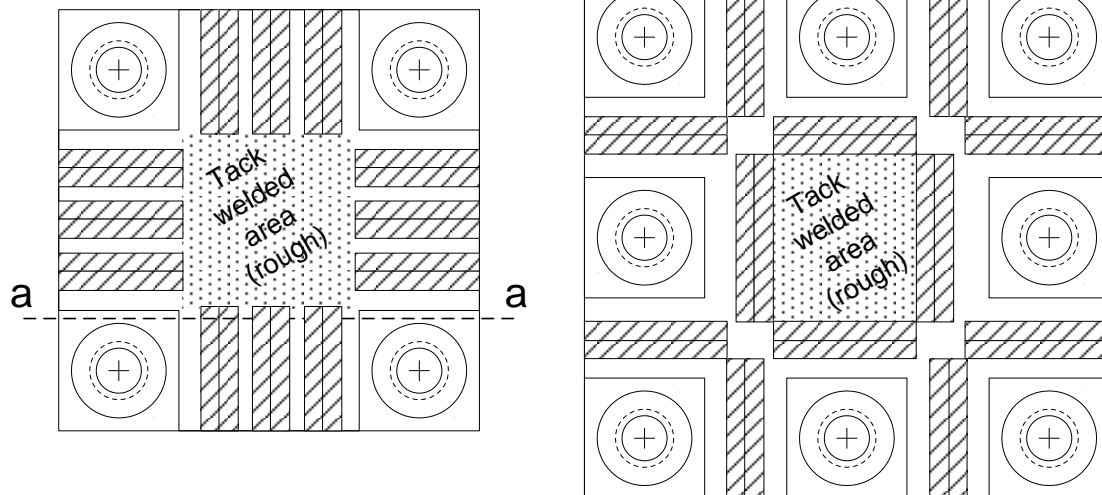 Tack
welded
area
(rough)
a
a
Tack
welded
area
(rough)